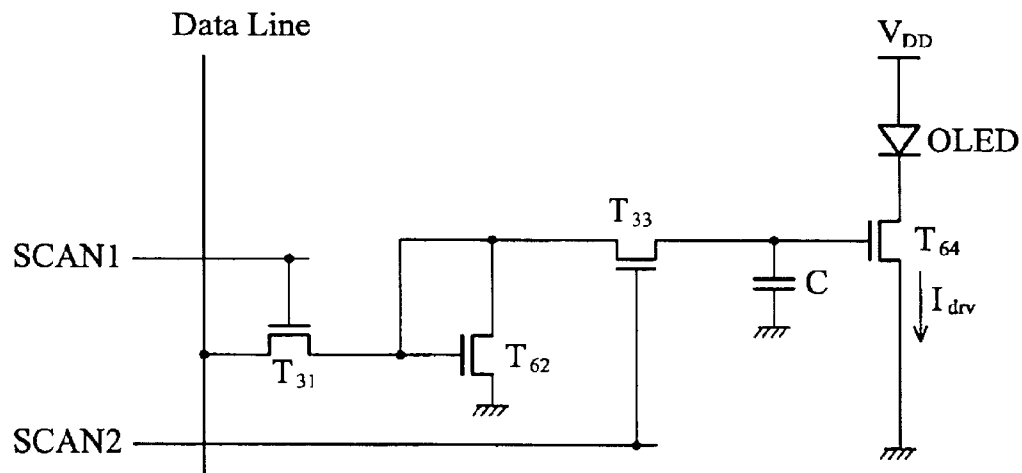 Data Line
V_DD
OLED
T_33
SCAN1
T_64
C
I_drv
T_62
T_31
SCAN2